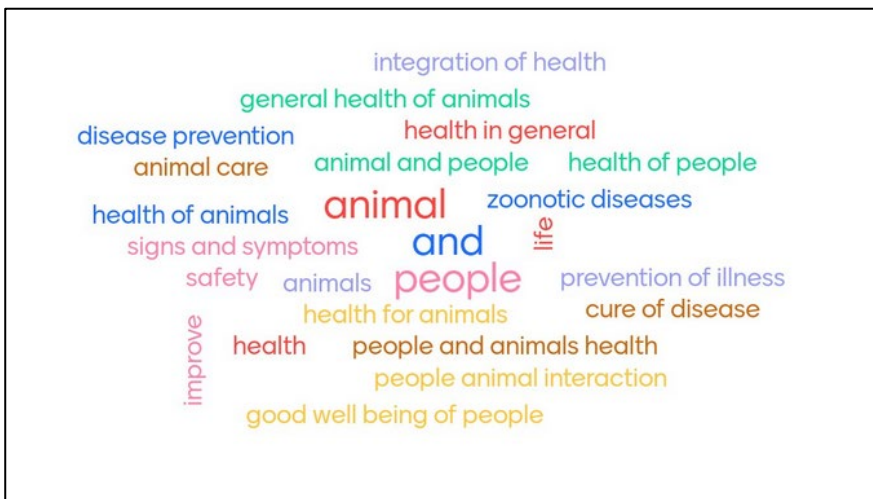 integration of health
general health of animals
disease prevention
health in general
animal care
animal and people
health of people
animal
zoonotic diseases
health of animals
life
signs and symptoms
and
safety
animals
people
prevention of illness
health for animals
cure of disease
improve
health
people and animals health
people animal interaction
good well being of people